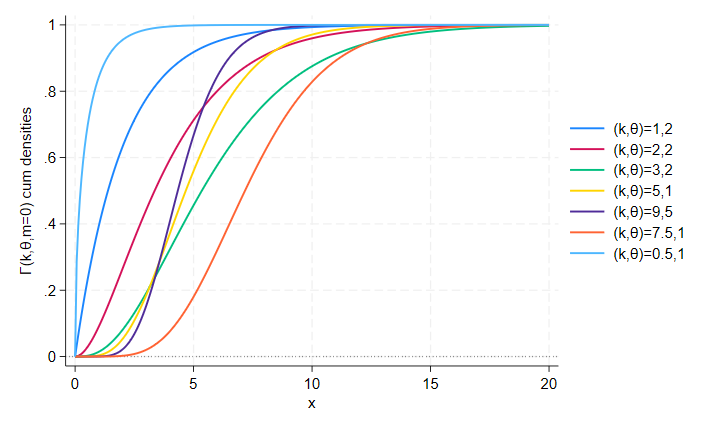 Γ(k,θ,m=0) cum densities
1
.8
.6
.4
.2
0
0 5 10 15 20
x
(k,θ)=1,2
(k,θ)=2,2
(k,θ)=3,2
(k,θ)=5,1
(k,θ)=9,5
(k,θ)=7.5,1
(k,θ)=0.5,1